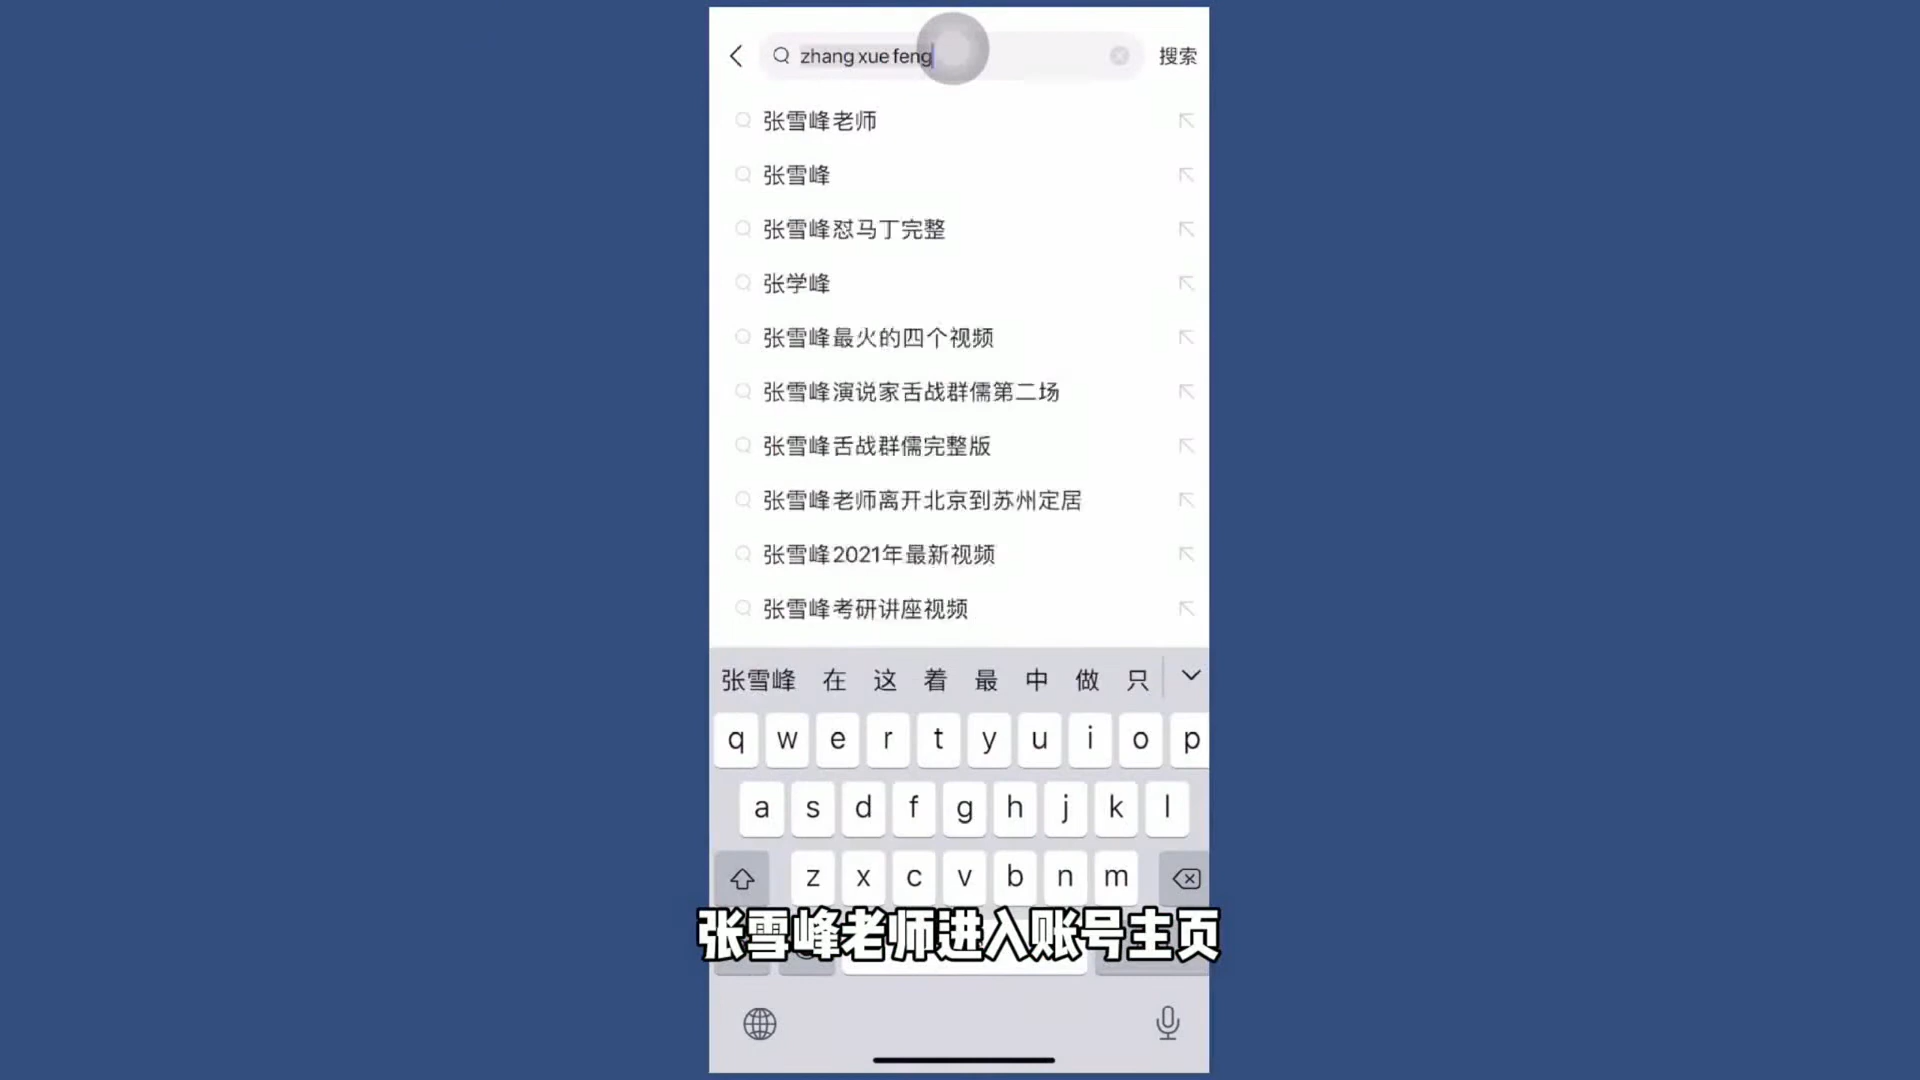 zhang xue feng 搜索
张雪峰老师
张雪峰
张雪峰怼马丁完整
张学峰
张雪峰最火的四个视频
张雪峰演说家舌战群儒第二场
张雪峰舌战群儒完整版
张雪峰老师离开北京到苏州定居
张雪峰2021年最新视频
张雪峰考研讲座视频
张雪峰 在 这 着 最 中 做 只
q w e r t y u i o p
a s d f g h j k l
z x c v b n m
张雪峰老师进入账号主页